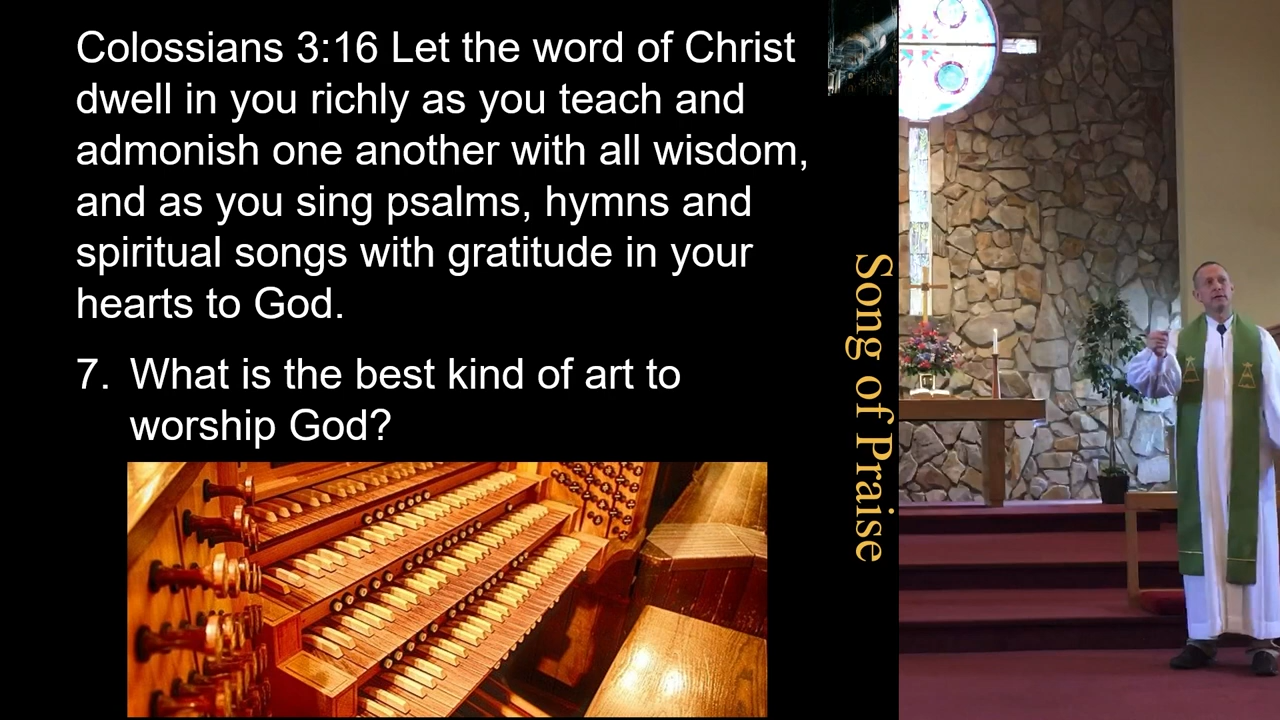 Colossians 3:16 Let the word of Christ
dwell in you richly as you teach and
admonish one another with all wisdom,
and as you sing psalms, hymns and
spiritual songs with gratitude in your
hearts to God.
7. What is the best kind of art to
worship God?
Song of Praise